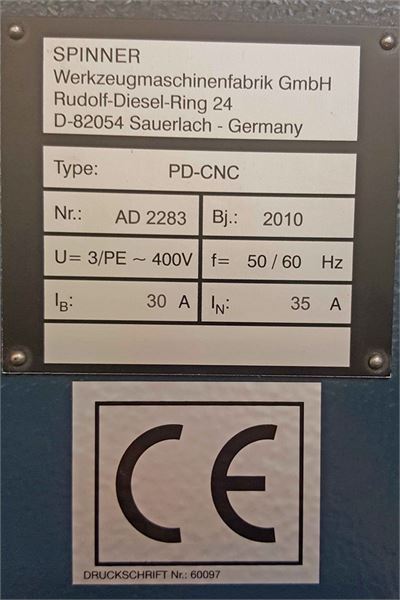 SPINNER
Werkzeugmaschinenfabrik GmbH
Rudolf-Diesel-Ring 24
D-82054 Sauerlach - Germany
Type: PD-CNC
Nr.: AD 2283 Bj.: 2010
U= 3/PE ~ 400V f= 50 / 60 Hz
IB: 30 A IN: 35 A
CE
DRUCKSCHRIFT Nr.: 60097